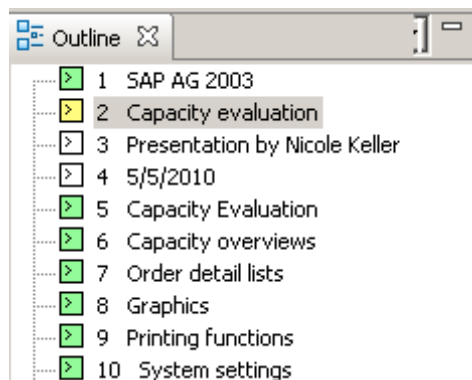 Outline
1 SAP AG 2003
2 Capacity evaluation
3 Presentation by Nicole Keller
4 5/5/2010
5 Capacity Evaluation
6 Capacity overviews
7 Order detail lists
8 Graphics
9 Printing functions
10 System settings